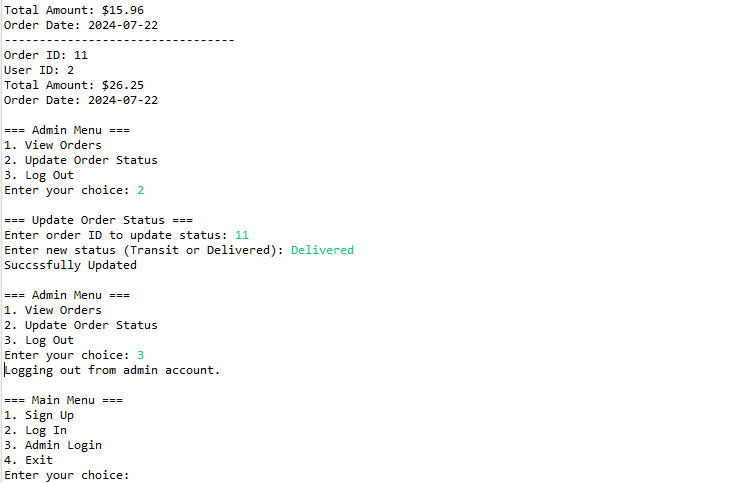 Total Amount: $15.96
Order Date: 2024-07-22
---------------------------------
Order ID: 11
User ID: 2
Total Amount: $26.25
Order Date: 2024-07-22

=== Admin Menu ===
1. View Orders
2. Update Order Status
3. Log Out
Enter your choice: 2

=== Update Order Status ===
Enter order ID to update status: 11
Enter new status (Transit or Delivered): Delivered
Succssfully Updated

=== Admin Menu ===
1. View Orders
2. Update Order Status
3. Log Out
Enter your choice: 3
Logging out from admin account.

=== Main Menu ===
1. Sign Up
2. Log In
3. Admin Login
4. Exit
Enter your choice: